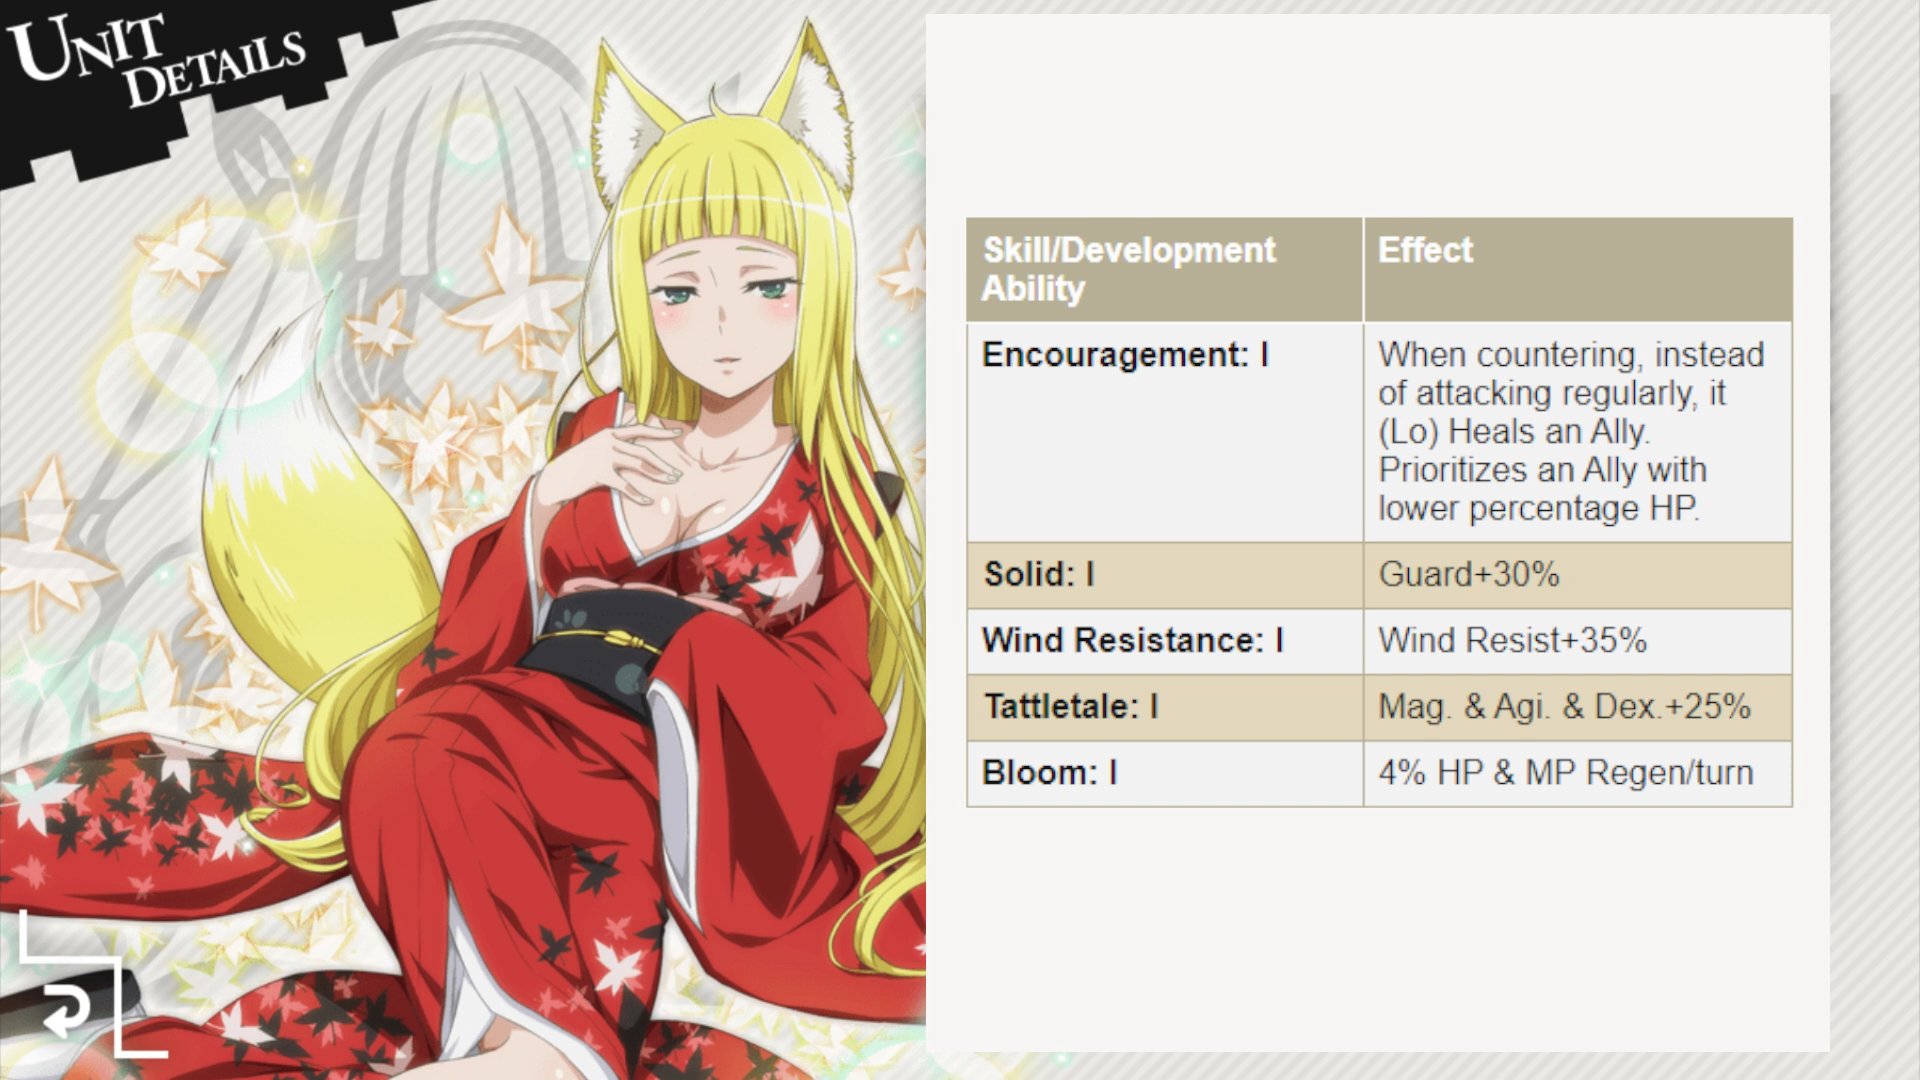 UNIT
DETAILS
Skill/Development
Ability
Effect
Encouragement: I
When countering, instead
of attacking regularly, it
(Lo) Heals an Ally.
Prioritizes an Ally with
lower percentage HP.
Solid: I
Guard+30%
Wind Resistance: I
Wind Resist+35%
Tattletale: I
Mag. & Agi. & Dex.+25%
Bloom: I
4% HP & MP Regen/turn